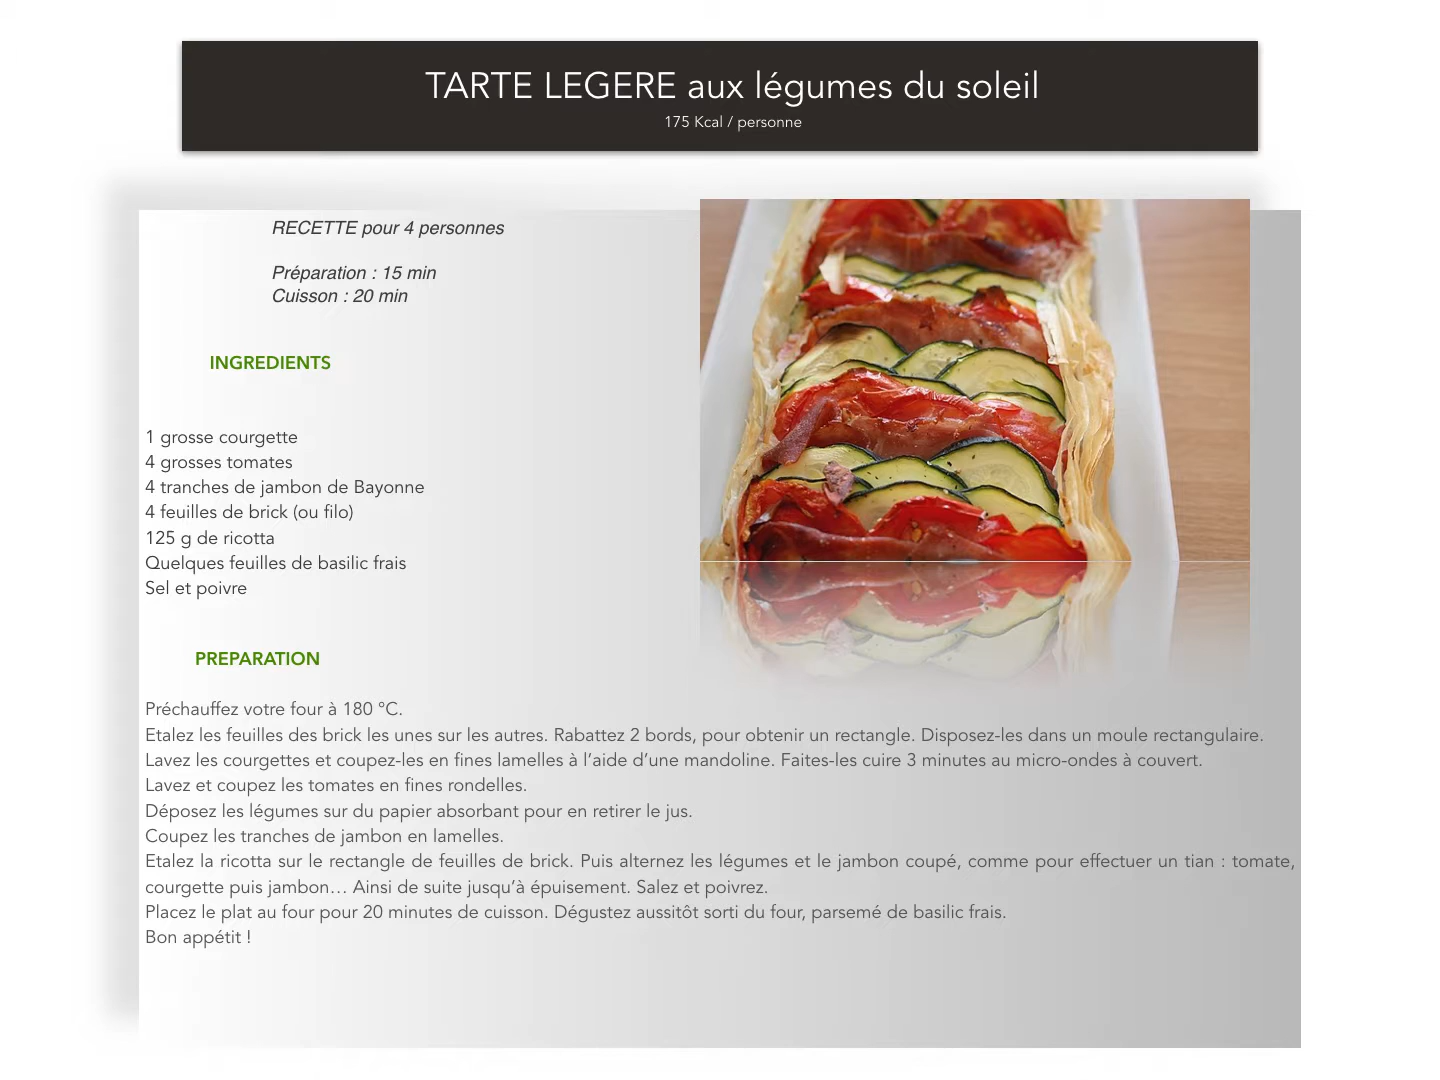 TARTE LEGERE aux légumes du soleil
175 Kcal / personne
RECETTE pour 4 personnes
Préparation : 15 min
Cuisson : 20 min
INGREDIENTS
1 grosse courgette
4 grosses tomates
4 tranches de jambon de Bayonne
4 feuilles de brick (ou filo)
125 g de ricotta
Quelques feuilles de basilic frais
Sel et poivre
PREPARATION
Préchauffez votre four à 180 °C.
Etalez les feuilles des brick les unes sur les autres. Rabattez 2 bords, pour obtenir un rectangle. Disposez-les dans un moule rectangulaire.
Lavez les courgettes et coupez-les en fines lamelles à l’aide d’une mandoline. Faites-les cuire 3 minutes au micro-ondes à couvert.
Lavez et coupez les tomates en fines rondelles.
Déposez les légumes sur du papier absorbant pour en retirer le jus.
Coupez les tranches de jambon en lamelles.
Etalez la ricotta sur le rectangle de feuilles de brick. Puis alternez les légumes et le jambon coupé, comme pour effectuer un tian : tomate,
courgette puis jambon… Ainsi de suite jusqu’à épuisement. Salez et poivrez.
Placez le plat au four pour 20 minutes de cuisson. Dégustez aussitôt sorti du four, parsemé de basilic frais.
Bon appétit !